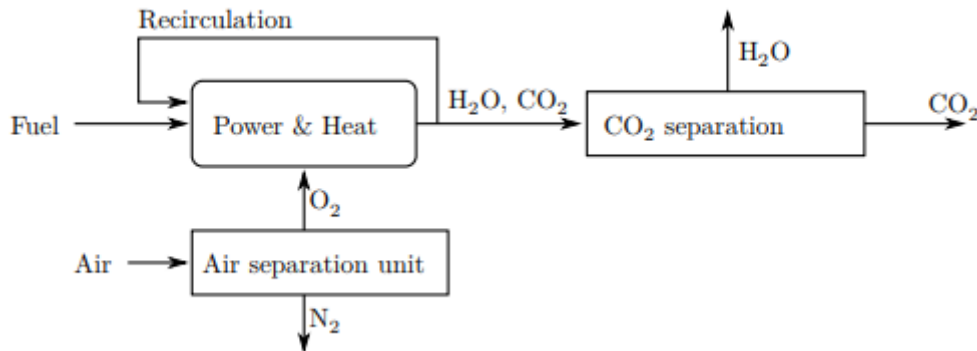 Recirculation
H₂O
Fuel
Power & Heat
H₂O, CO₂
CO₂ separation
CO₂
O₂
Air
Air separation unit
N₂